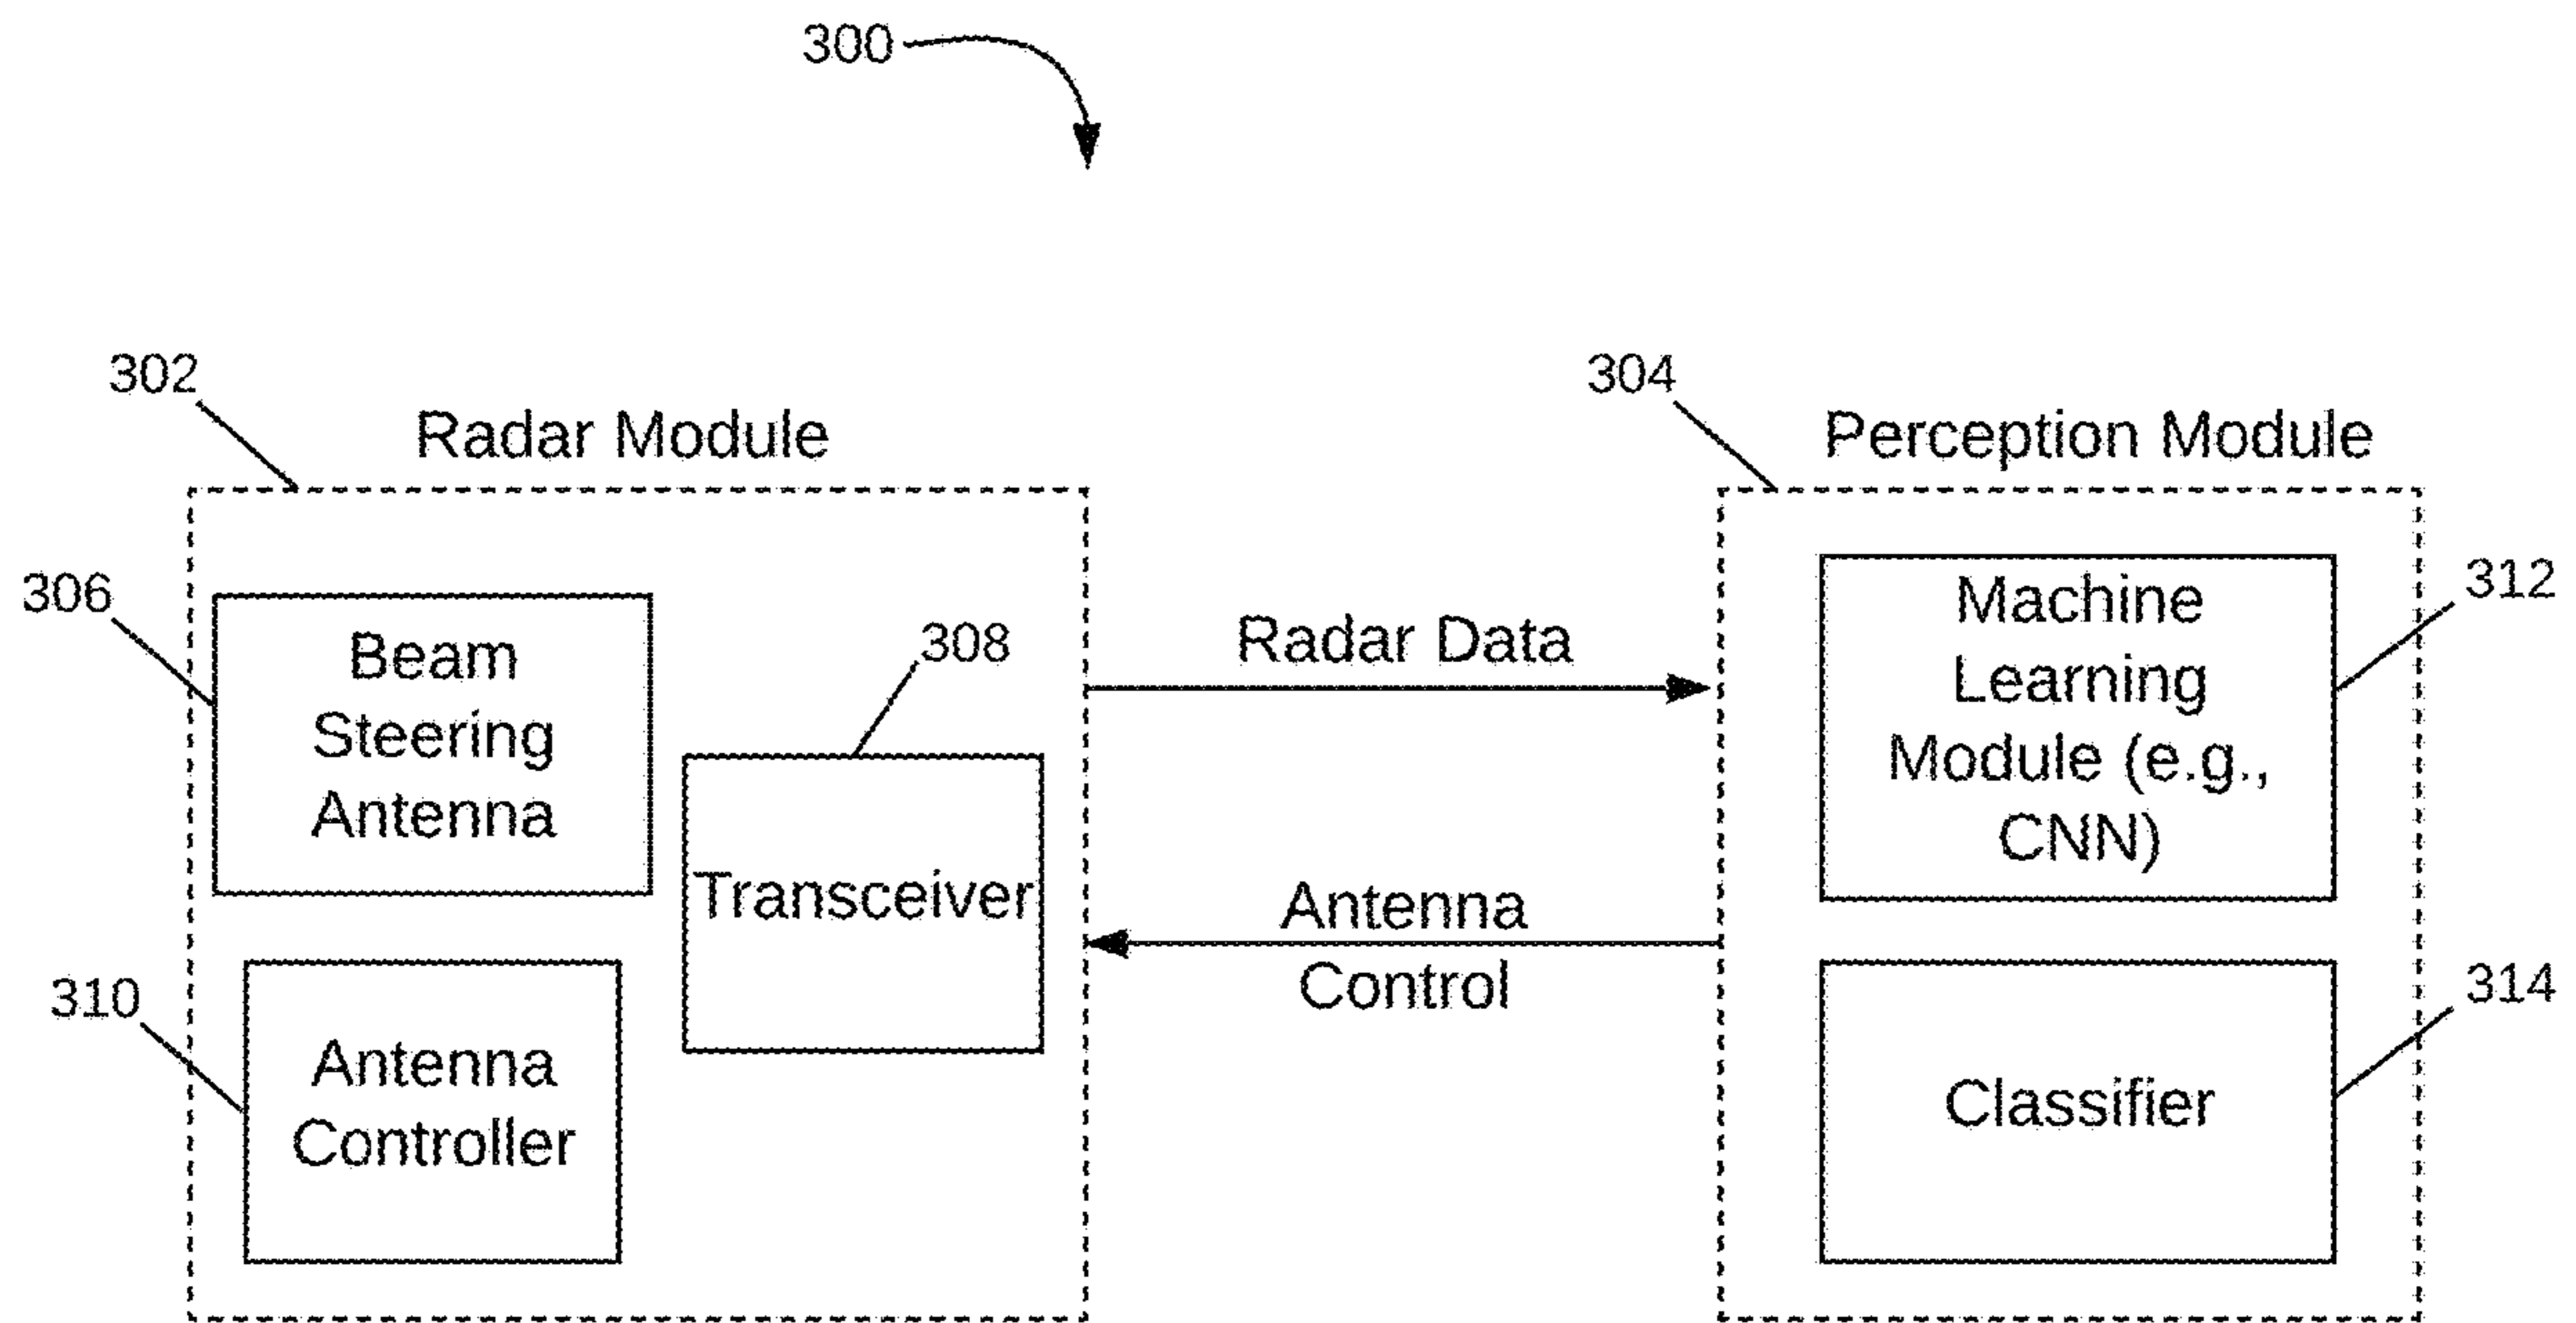 300
302
Radar Module
304
Perception Module
306
Beam
Steering
Antenna
308
Transceiver
310
Antenna
Controller
Radar Data
Antenna
Control
312
Machine
Learning
Module (e.g.,
CNN)
314
Classifier